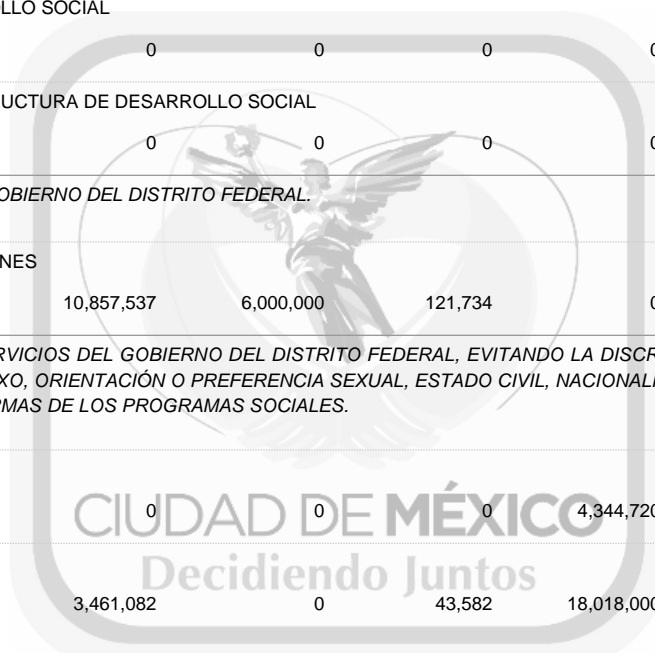 OLLO SOCIAL
0 0 0 0
UCTURA DE DESARROLLO SOCIAL
0 0 0 0
OBIERNO DEL DISTRITO FEDERAL.
NES
10,857,537 6,000,000 121,734 0
RVICIOS DEL GOBIERNO DEL DISTRITO FEDERAL, EVITANDO LA DISCR
XO, ORIENTACIÓN O PREFERENCIA SEXUAL, ESTADO CIVIL, NACIONALI
RMAS DE LOS PROGRAMAS SOCIALES.
0 0 0 4,344,720
CIUDAD DE MÉXICO
Decidiendo Juntos
3,461,082 0 43,582 18,018,000